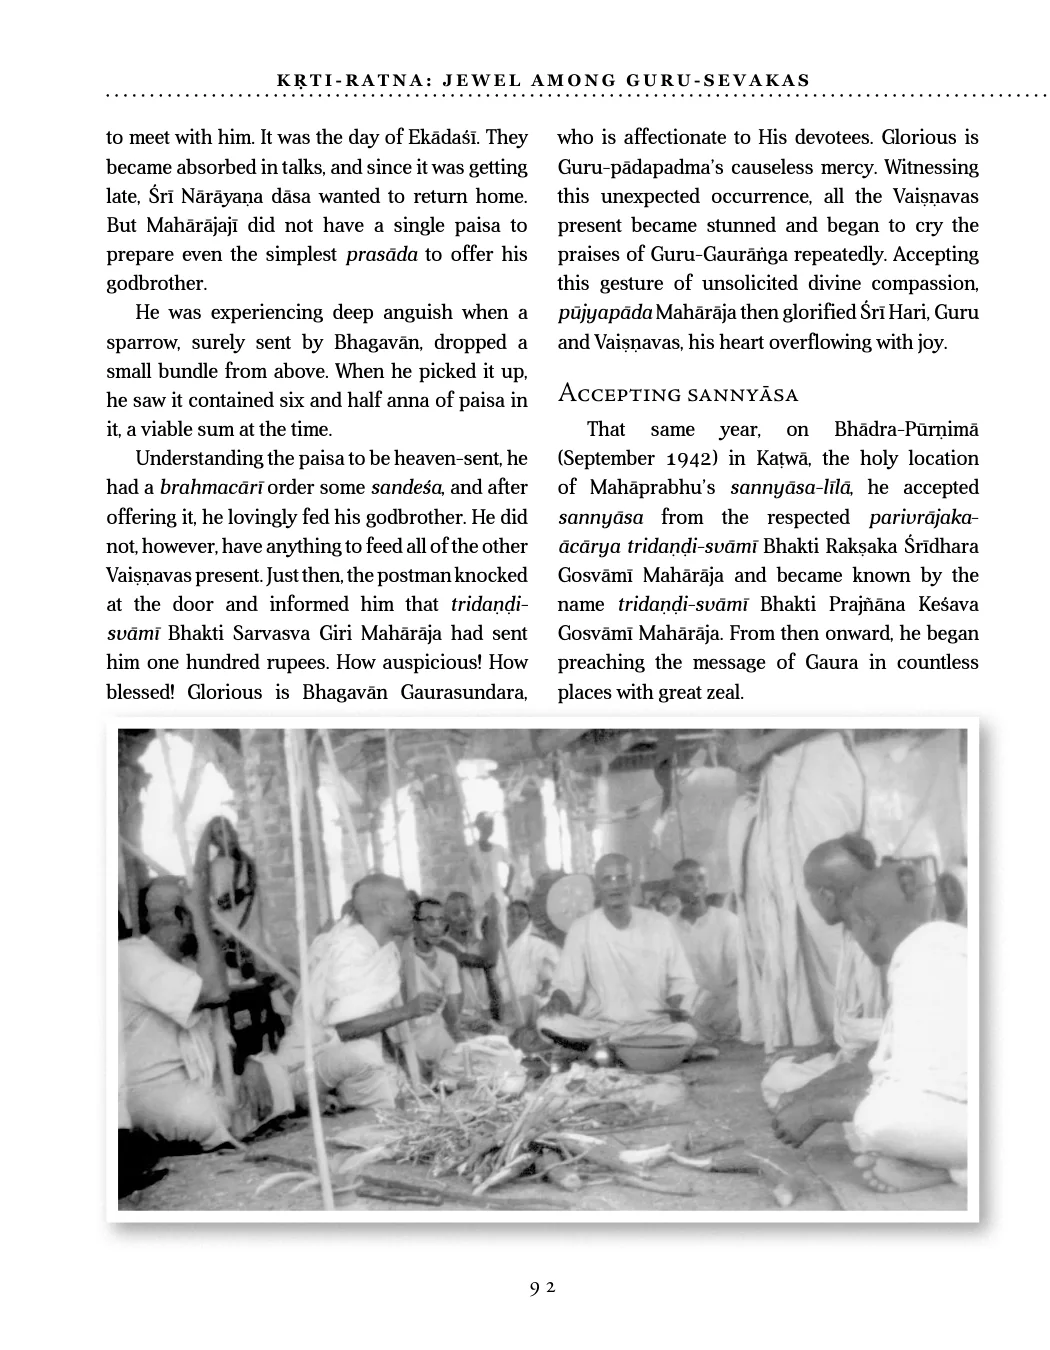 KṚTI-RATNA: JEWEL AMONG GURU-SEVAKAS
to meet with him. It was the day of Ekādaśī. They
became absorbed in talks, and since it was getting
late, Śrī Nārāyaṇa dāsa wanted to return home.
But Mahārājajī did not have a single paisa to
prepare even the simplest prasāda to offer his
godbrother.
He was experiencing deep anguish when a
sparrow, surely sent by Bhagavān, dropped a
small bundle from above. When he picked it up,
he saw it contained six and half anna of paisa in
it, a viable sum at the time.
Understanding the paisa to be heaven-sent, he
had a brahmacārī order some sandeśa, and after
offering it, he lovingly fed his godbrother. He did
not, however, have anything to feed all of the other
Vaiṣṇavas present. Just then, the postman knocked
at the door and informed him that tridaṇḍi-
svāmī Bhakti Sarvasva Giri Mahārāja had sent
him one hundred rupees. How auspicious! How
blessed! Glorious is Bhagavān Gaurasundara,
who is affectionate to His devotees. Glorious is
Guru-pādapadma's causeless mercy. Witnessing
this unexpected occurrence, all the Vaiṣṇavas
present became stunned and began to cry the
praises of Guru-Gaurāṅga repeatedly. Accepting
this gesture of unsolicited divine compassion,
pūjyapāda Mahārāja then glorified Śrī Hari, Guru
and Vaiṣṇavas, his heart overflowing with joy.
Accepting sannyāsa
That same year, on Bhādra-Pūrṇimā
(September 1942) in Kaṭwā, the holy location
of Mahāprabhu's sannyāsa-līlā, he accepted
sannyāsa from the respected parivrājaka-
ācārya tridaṇḍi-svāmī Bhakti Rakṣaka Śrīdhara
Gosvāmī Mahārāja and became known by the
name tridaṇḍi-svāmī Bhakti Prajñāna Keśava
Gosvāmī Mahārāja. From then onward, he began
preaching the message of Gaura in countless
places with great zeal.
92